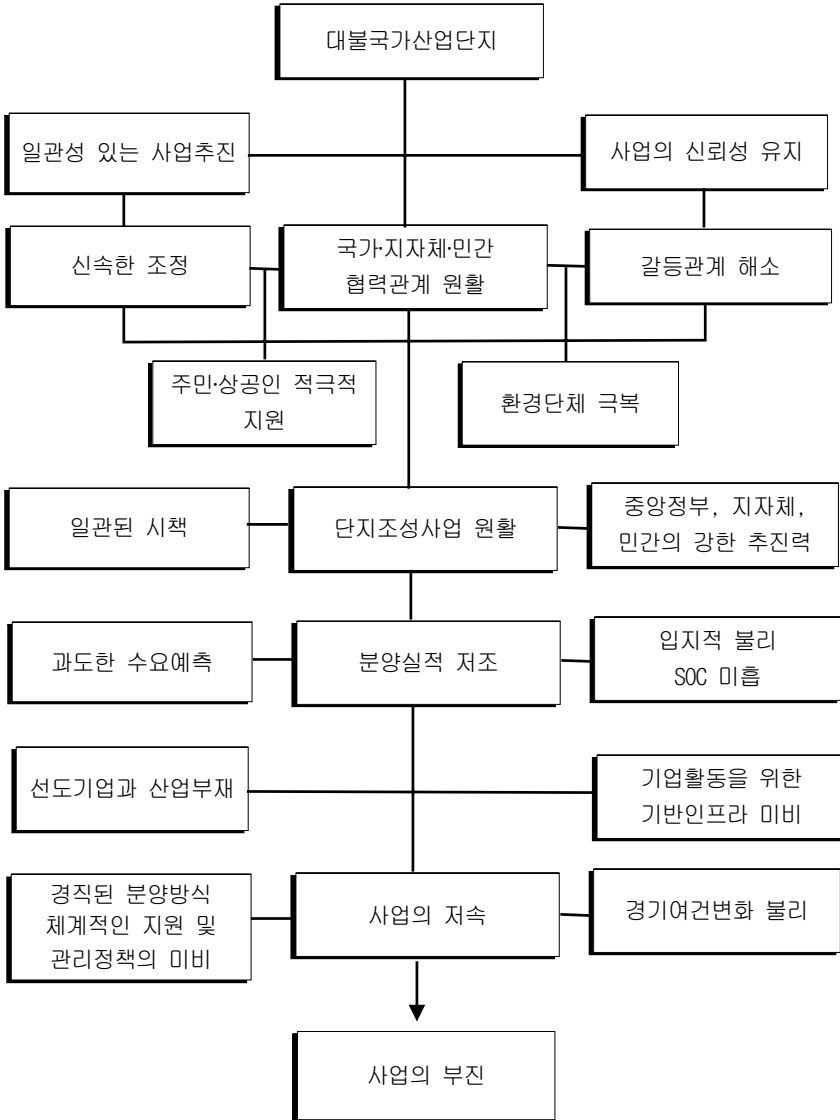 대불국가산업단지
일관성 있는 사업추진
사업의 신뢰성 유지
신속한 조정
국가·지자체·민간
협력관계 원활
갈등관계 해소
주민·상공인 적극적
지원
환경단체 극복
일관된 시책
단지조성사업 원활
중앙정부, 지자체,
민간의 강한 추진력
과도한 수요예측
분양실적 저조
입지적 불리
SOC 미흡
선도기업과 산업부재
기업활동을 위한
기반인프라 미비
경직된 분양방식
체계적인 지원 및
관리정책의 미비
사업의 저속
경기여건변화 불리
사업의 부진